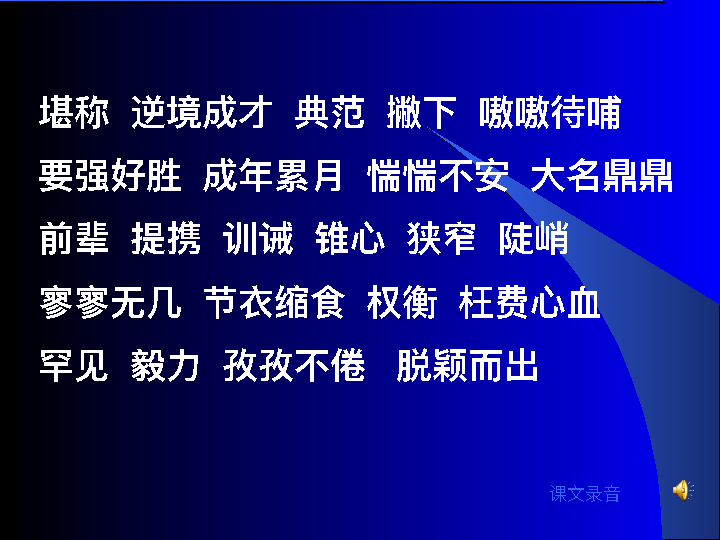 堪称 逆境成才 典范 撇下 嗷嗷待哺
要强好胜 成年累月 惴惴不安 大名鼎鼎
前辈 提携 训诫 锥心 狭窄 陡峭
寥寥无几 节衣缩食 权衡 枉费心血
罕见 毅力 孜孜不倦 脱颖而出
课文录音